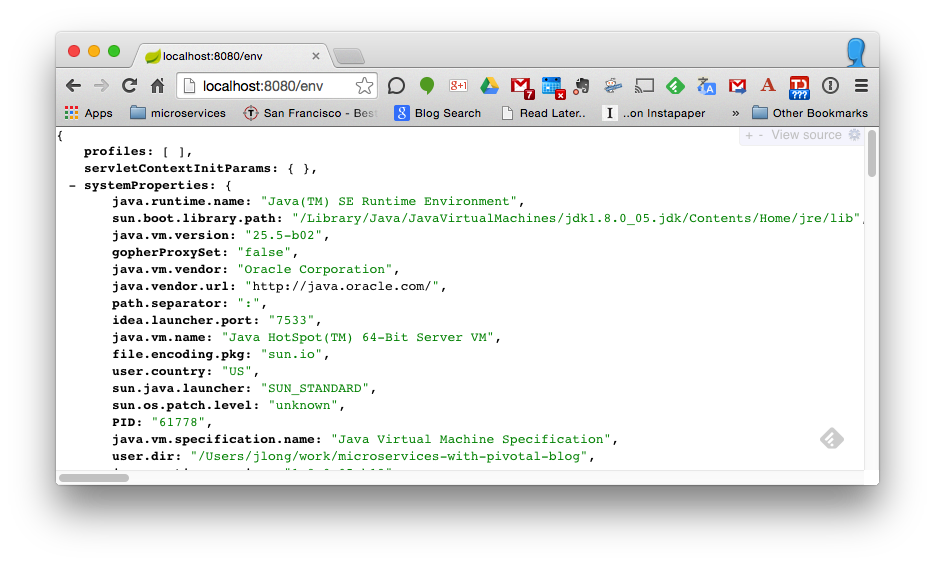 localhost:8080/env
localhost:8080/env
g+1
7
x
A
A
TJ
???
Apps
microservices
San Francisco - Bes
8 Blog Search
Read Later..
I ..on Instapaper
»
Other Bookmarks
+ - View source
{
profiles: [ ],
servletContextInitParams: { },
- systemProperties: {
java.runtime.name: "Java(TM) SE Runtime Environment",
sun.boot.library.path: "/Library/Java/JavaVirtualMachines/jdk1.8.0_05.jdk/Contents/Home/jre/lib",
java.vm.version: "25.5-b02",
gopherProxySet: "false",
java.vm.vendor: "Oracle Corporation",
java.vendor.url: "http://java.oracle.com/",
path.separator: ":",
idea.launcher.port: "7533",
java.vm.name: "Java HotSpot(TM) 64-Bit Server VM",
file.encoding.pkg: "sun.io",
user.country: "US",
sun.java.launcher: "SUN_STANDARD",
sun.os.patch.level: "unknown",
PID: "61778",
java.vm.specification.name: "Java Virtual Machine Specification",
user.dir: "/Users/jlong/work/microservices-with-pivotal-blog",